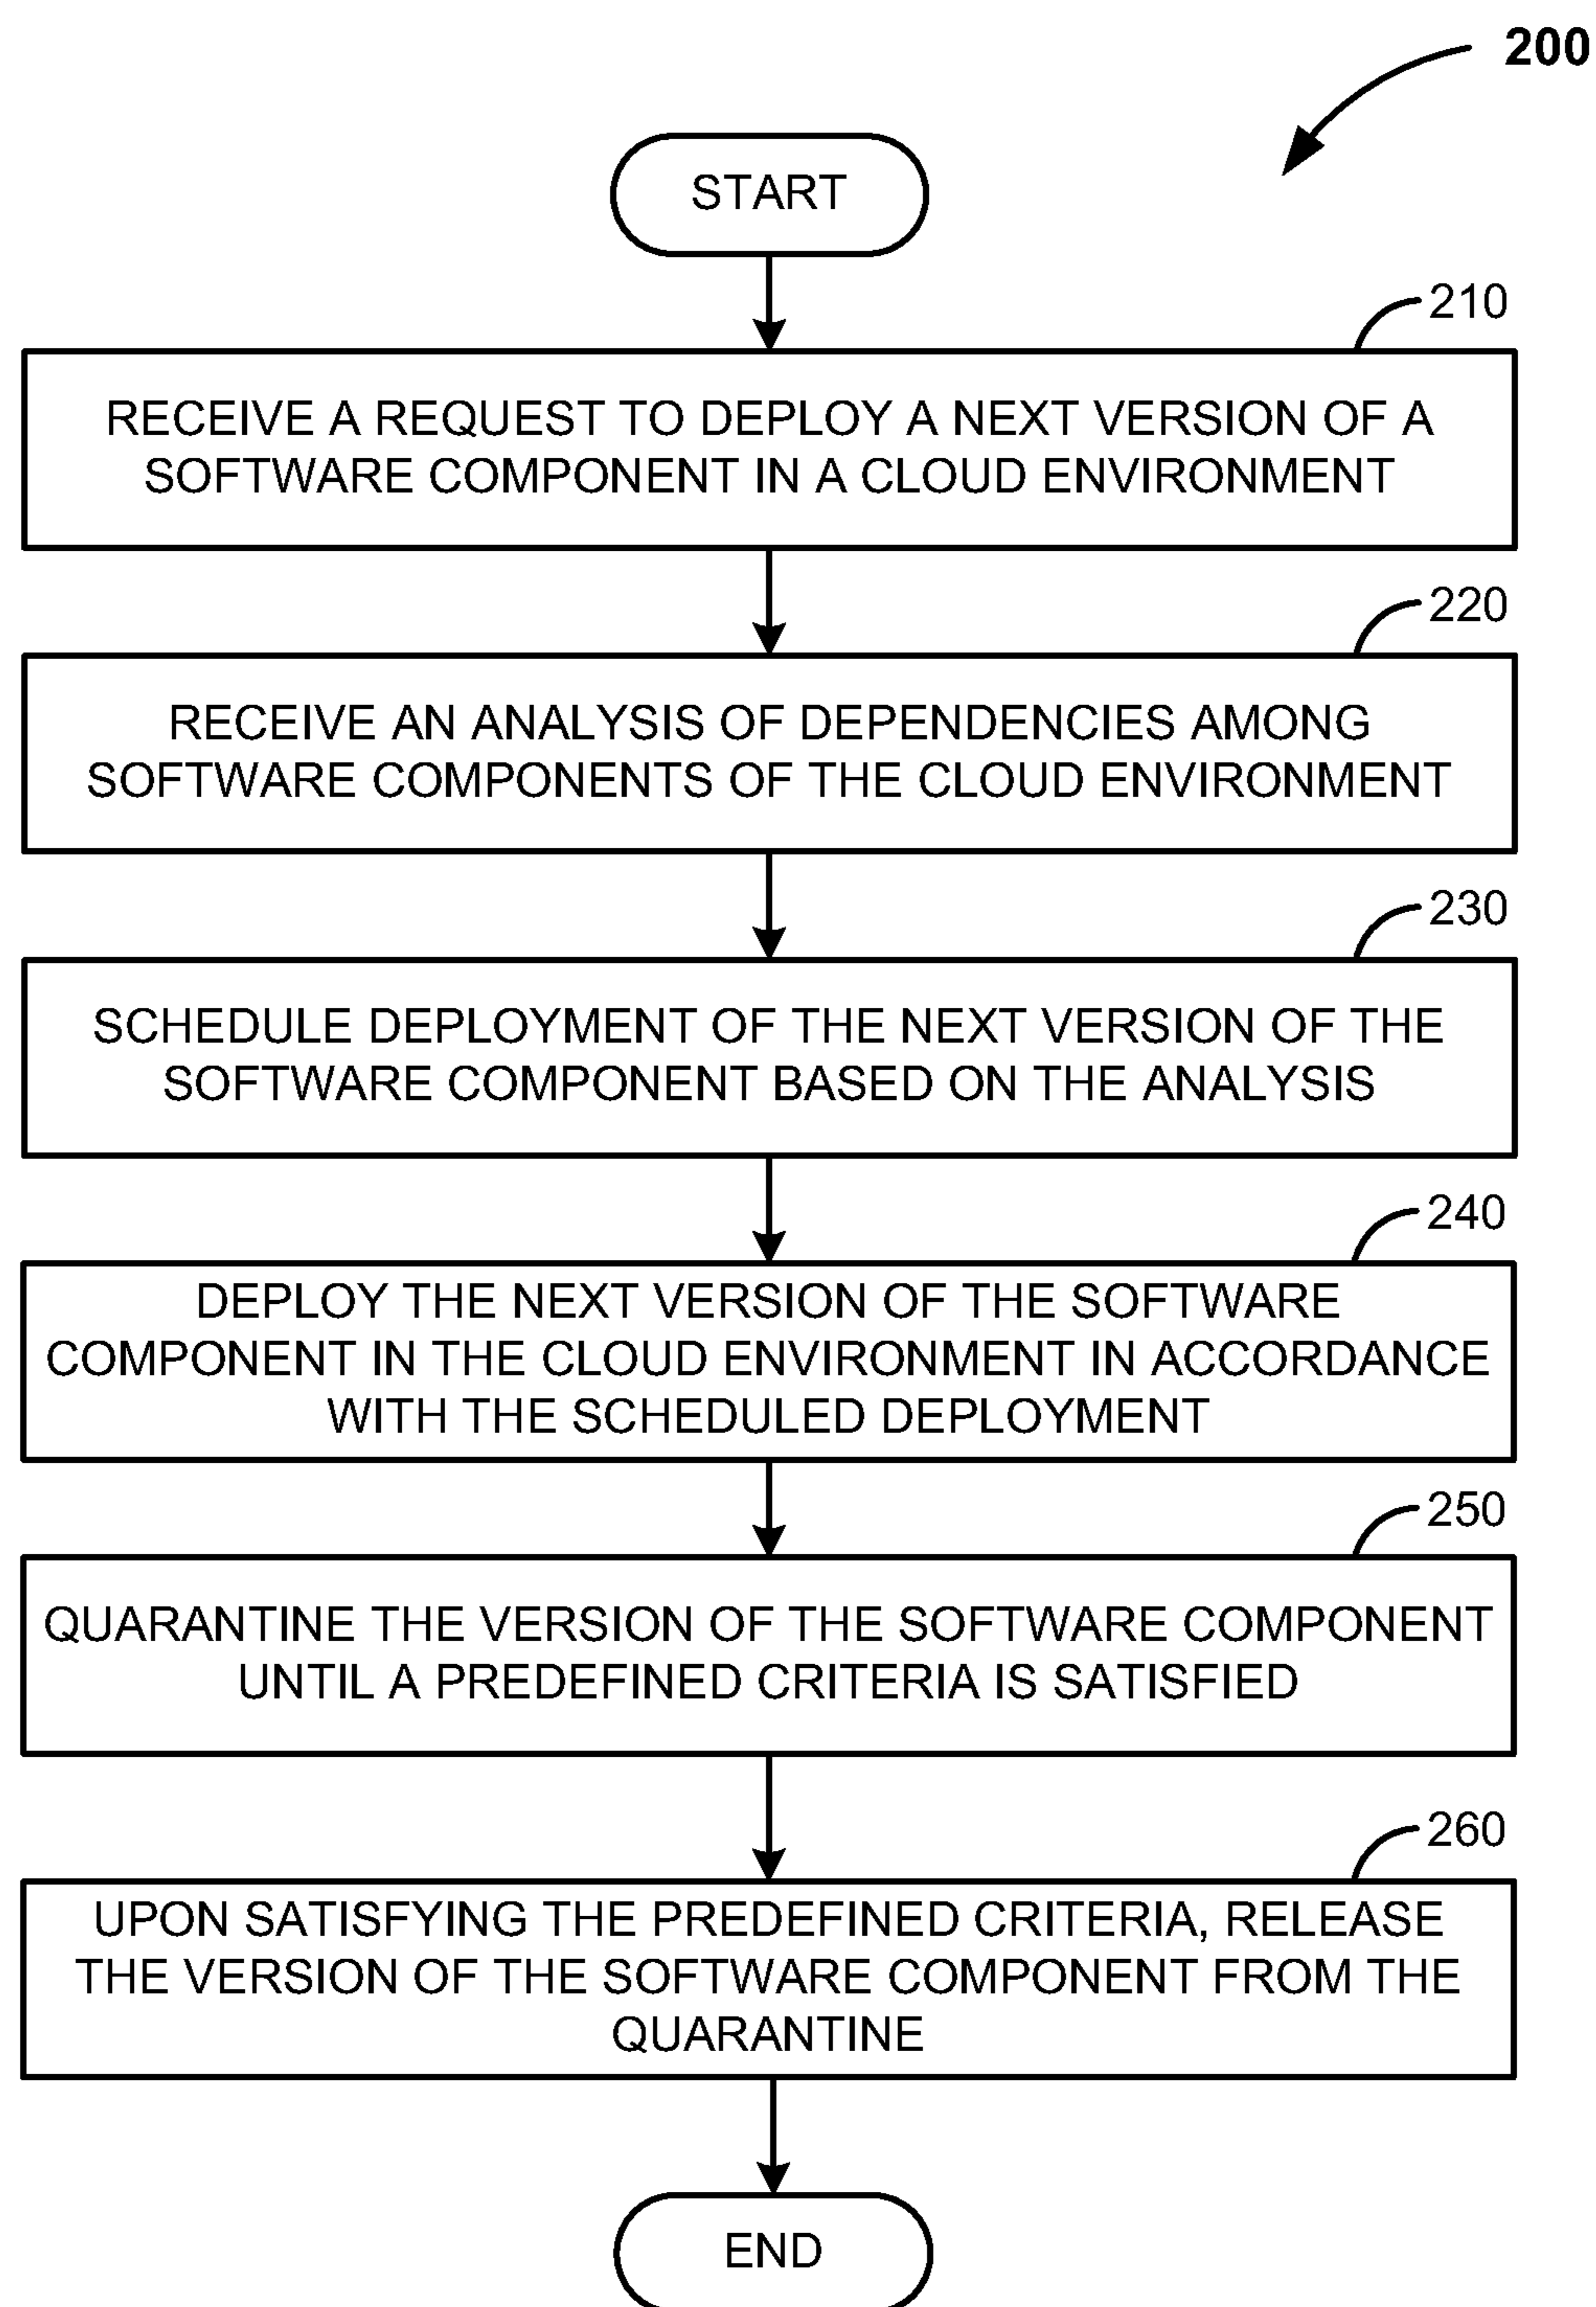 200
START
210
RECEIVE A REQUEST TO DEPLOY A NEXT VERSION OF A
SOFTWARE COMPONENT IN A CLOUD ENVIRONMENT
220
RECEIVE AN ANALYSIS OF DEPENDENCIES AMONG
SOFTWARE COMPONENTS OF THE CLOUD ENVIRONMENT
230
SCHEDULE DEPLOYMENT OF THE NEXT VERSION OF THE
SOFTWARE COMPONENT BASED ON THE ANALYSIS
240
DEPLOY THE NEXT VERSION OF THE SOFTWARE
COMPONENT IN THE CLOUD ENVIRONMENT IN ACCORDANCE
WITH THE SCHEDULED DEPLOYMENT
250
QUARANTINE THE VERSION OF THE SOFTWARE COMPONENT
UNTIL A PREDEFINED CRITERIA IS SATISFIED
260
UPON SATISFYING THE PREDEFINED CRITERIA, RELEASE
THE VERSION OF THE SOFTWARE COMPONENT FROM THE
QUARANTINE
END